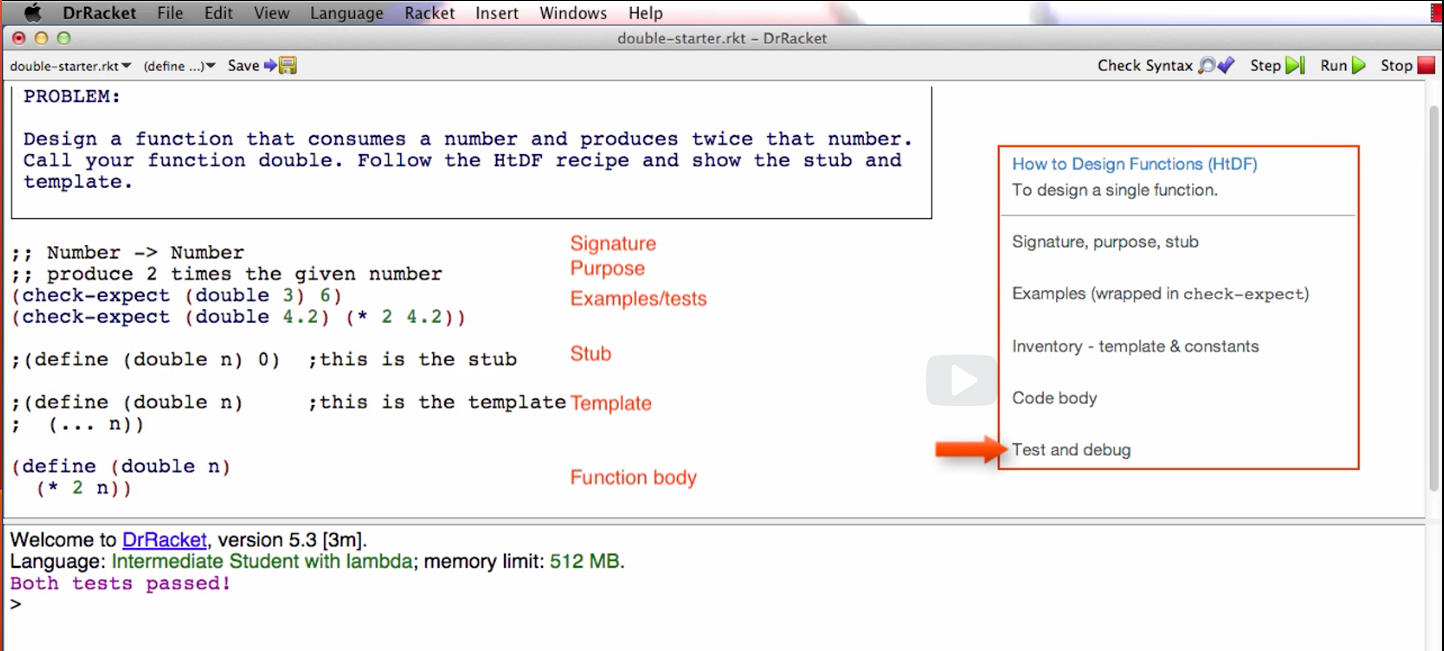 DrRacket File Edit View Language Racket Insert Windows Help
double-starter.rkt - DrRacket
double-starter.rkt (define ...) Save Check Syntax Step Run Stop
PROBLEM:
Design a function that consumes a number and produces twice that number.
Call your function double. Follow the HtDF recipe and show the stub and
template.
;; Number -> Number
Signature
;; produce 2 times the given number
Purpose
(check-expect (double 3) 6)
Examples/tests
(check-expect (double 4.2) (* 2 4.2))
;(define (double n) 0)  ;this is the stub
Stub
;(define (double n)     ;this is the template
Template
;  (... n))
(define (double n)
  (* 2 n))
Function body
How to Design Functions (HtDF)
To design a single function.
Signature, purpose, stub
Examples (wrapped in check-expect)
Inventory - template & constants
Code body
Test and debug
Welcome to DrRacket, version 5.3 [3m].
Language: Intermediate Student with lambda; memory limit: 512 MB.
Both tests passed!
>